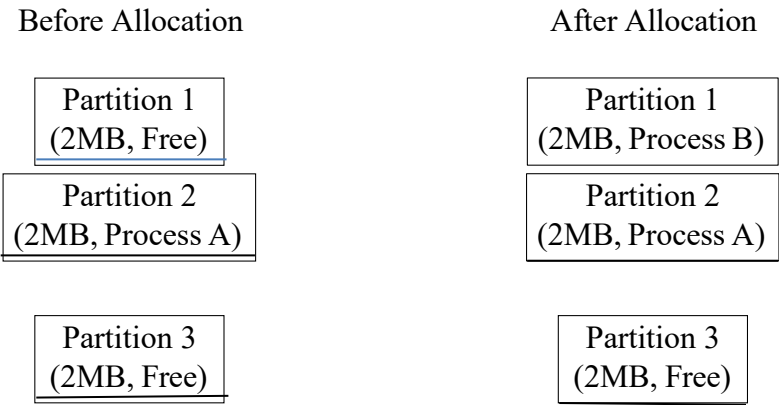 Before Allocation
After Allocation
Partition 1
(2MB, Free)
Partition 1
(2MB, Process B)
Partition 2
(2MB, Process A)
Partition 2
(2MB, Process A)
Partition 3
(2MB, Free)
Partition 3
(2MB, Free)